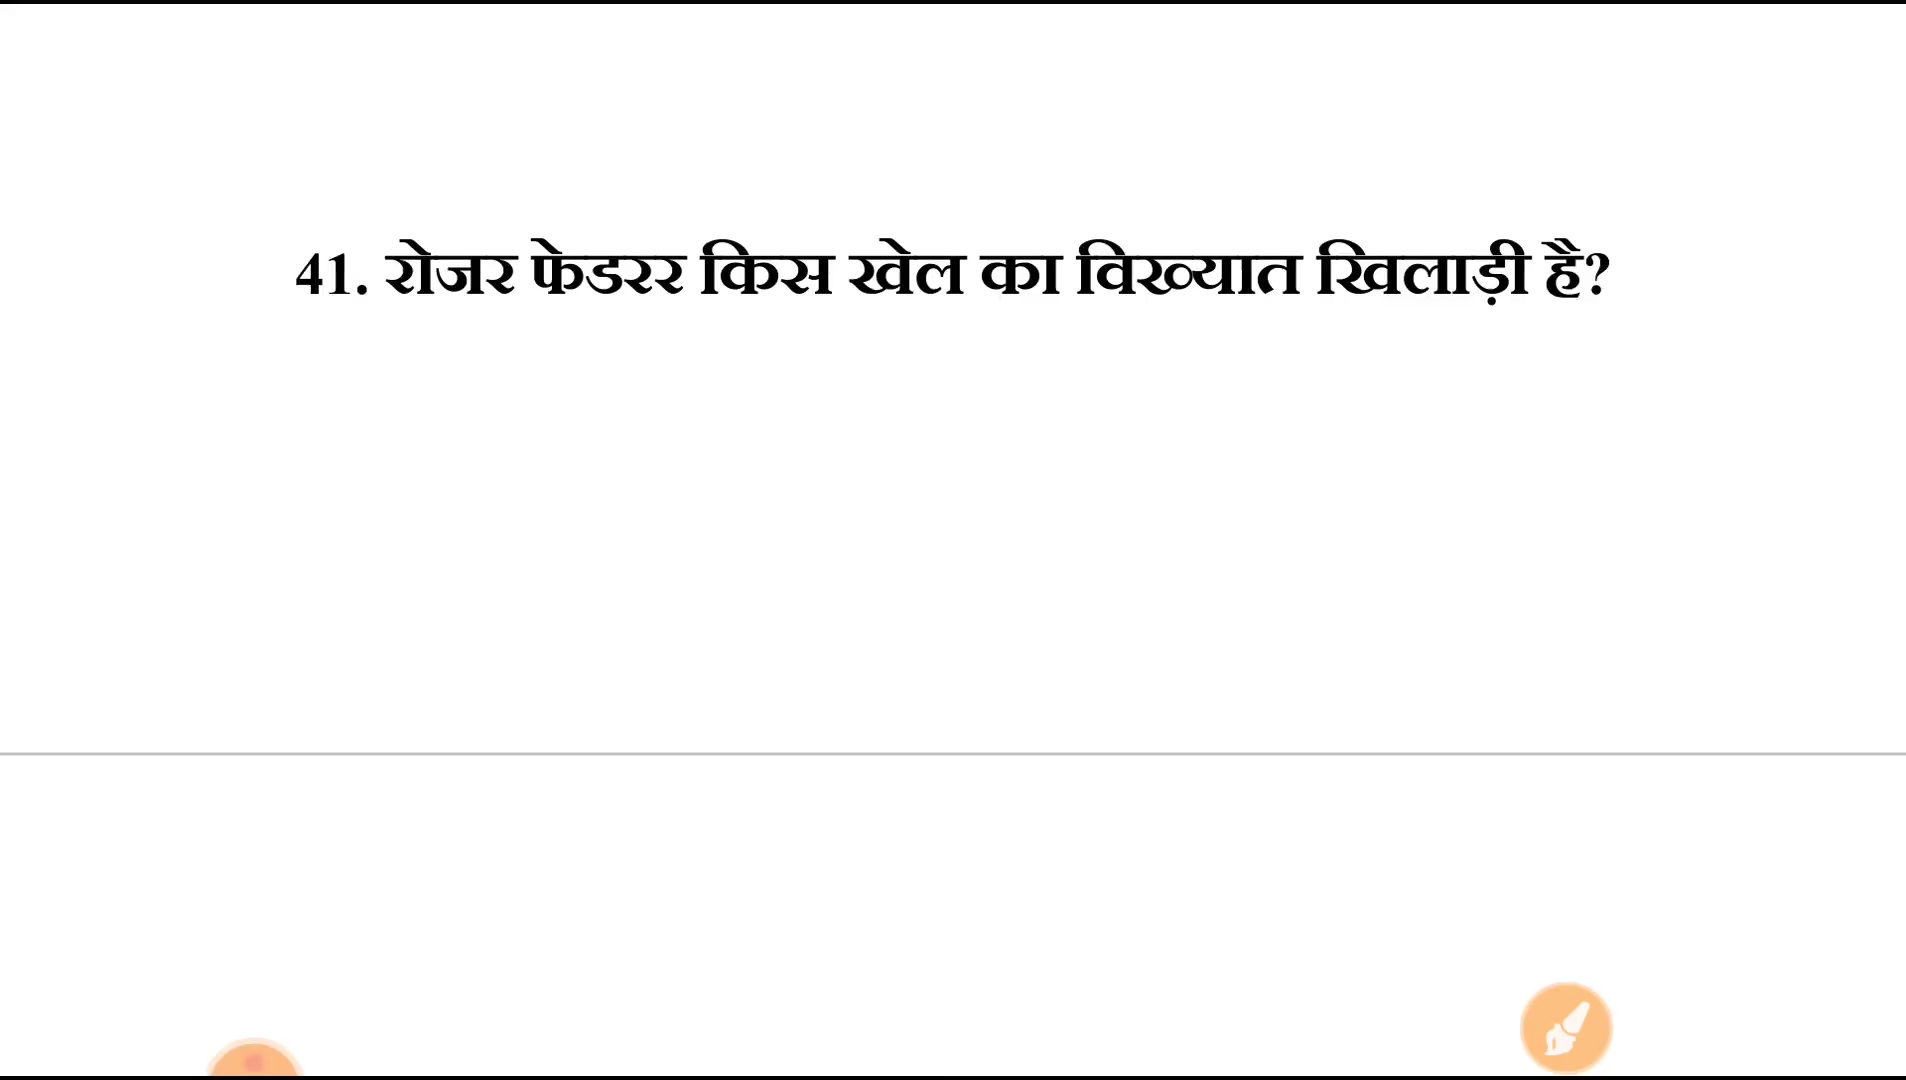 41. रोजर फेडरर किस खेल का विख्यात खिलाड़ी है?